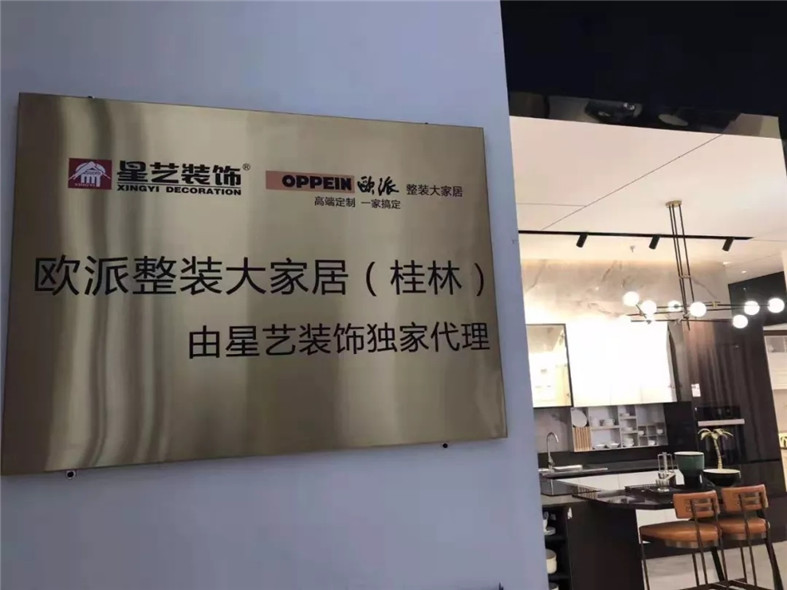 星艺装饰®
XINGYI DECORATION
OPPEIN 欧派 整装大家居
高端定制 一家搞定
欧派整装大家居（桂林）
由星艺装饰独家代理